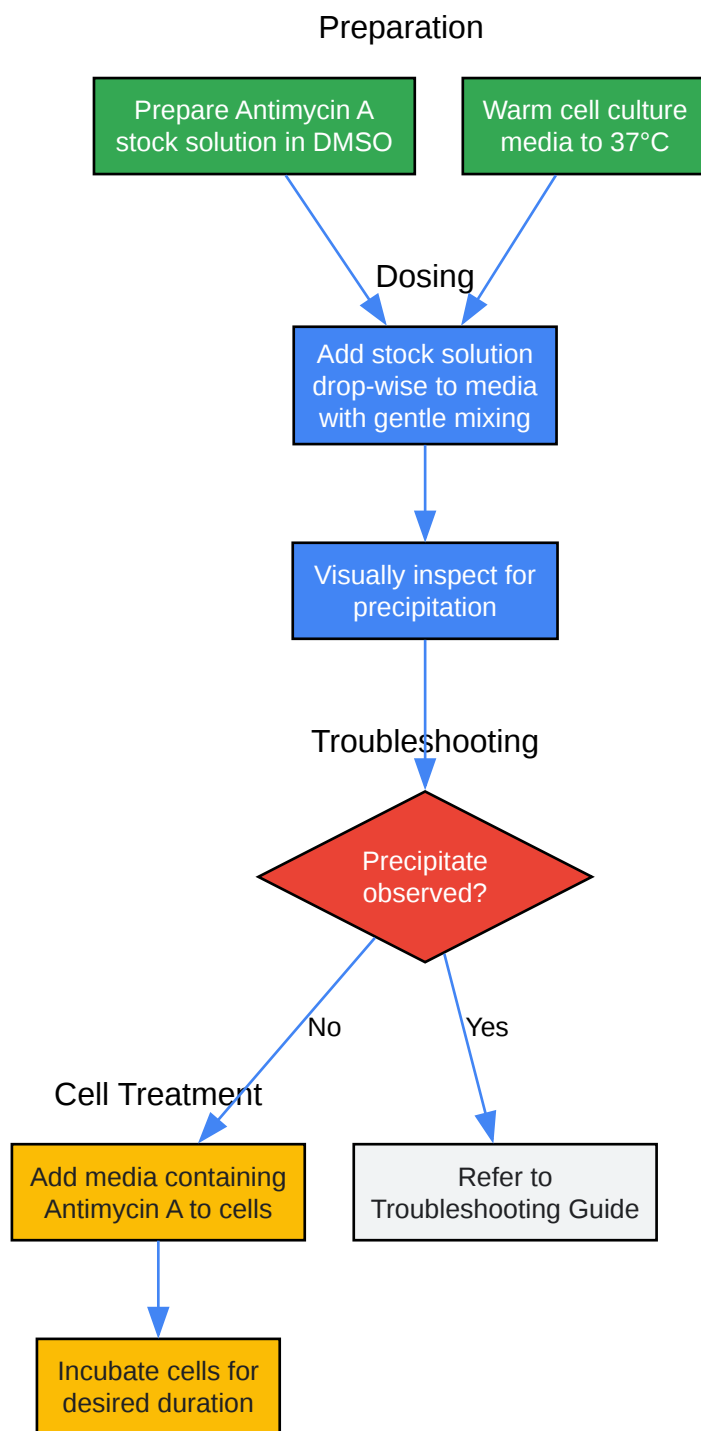 Preparation
Prepare Antimycin A
stock solution in DMSO
Warm cell culture
media to 37°C
Dosing
Add stock solution
drop-wise to media
with gentle mixing
Visually inspect for
precipitation
Troubleshooting
Precipitate
observed?
No
Yes
Cell Treatment
Add media containing
Antimycin A to cells
Refer to
Troubleshooting Guide
Incubate cells for
desired duration